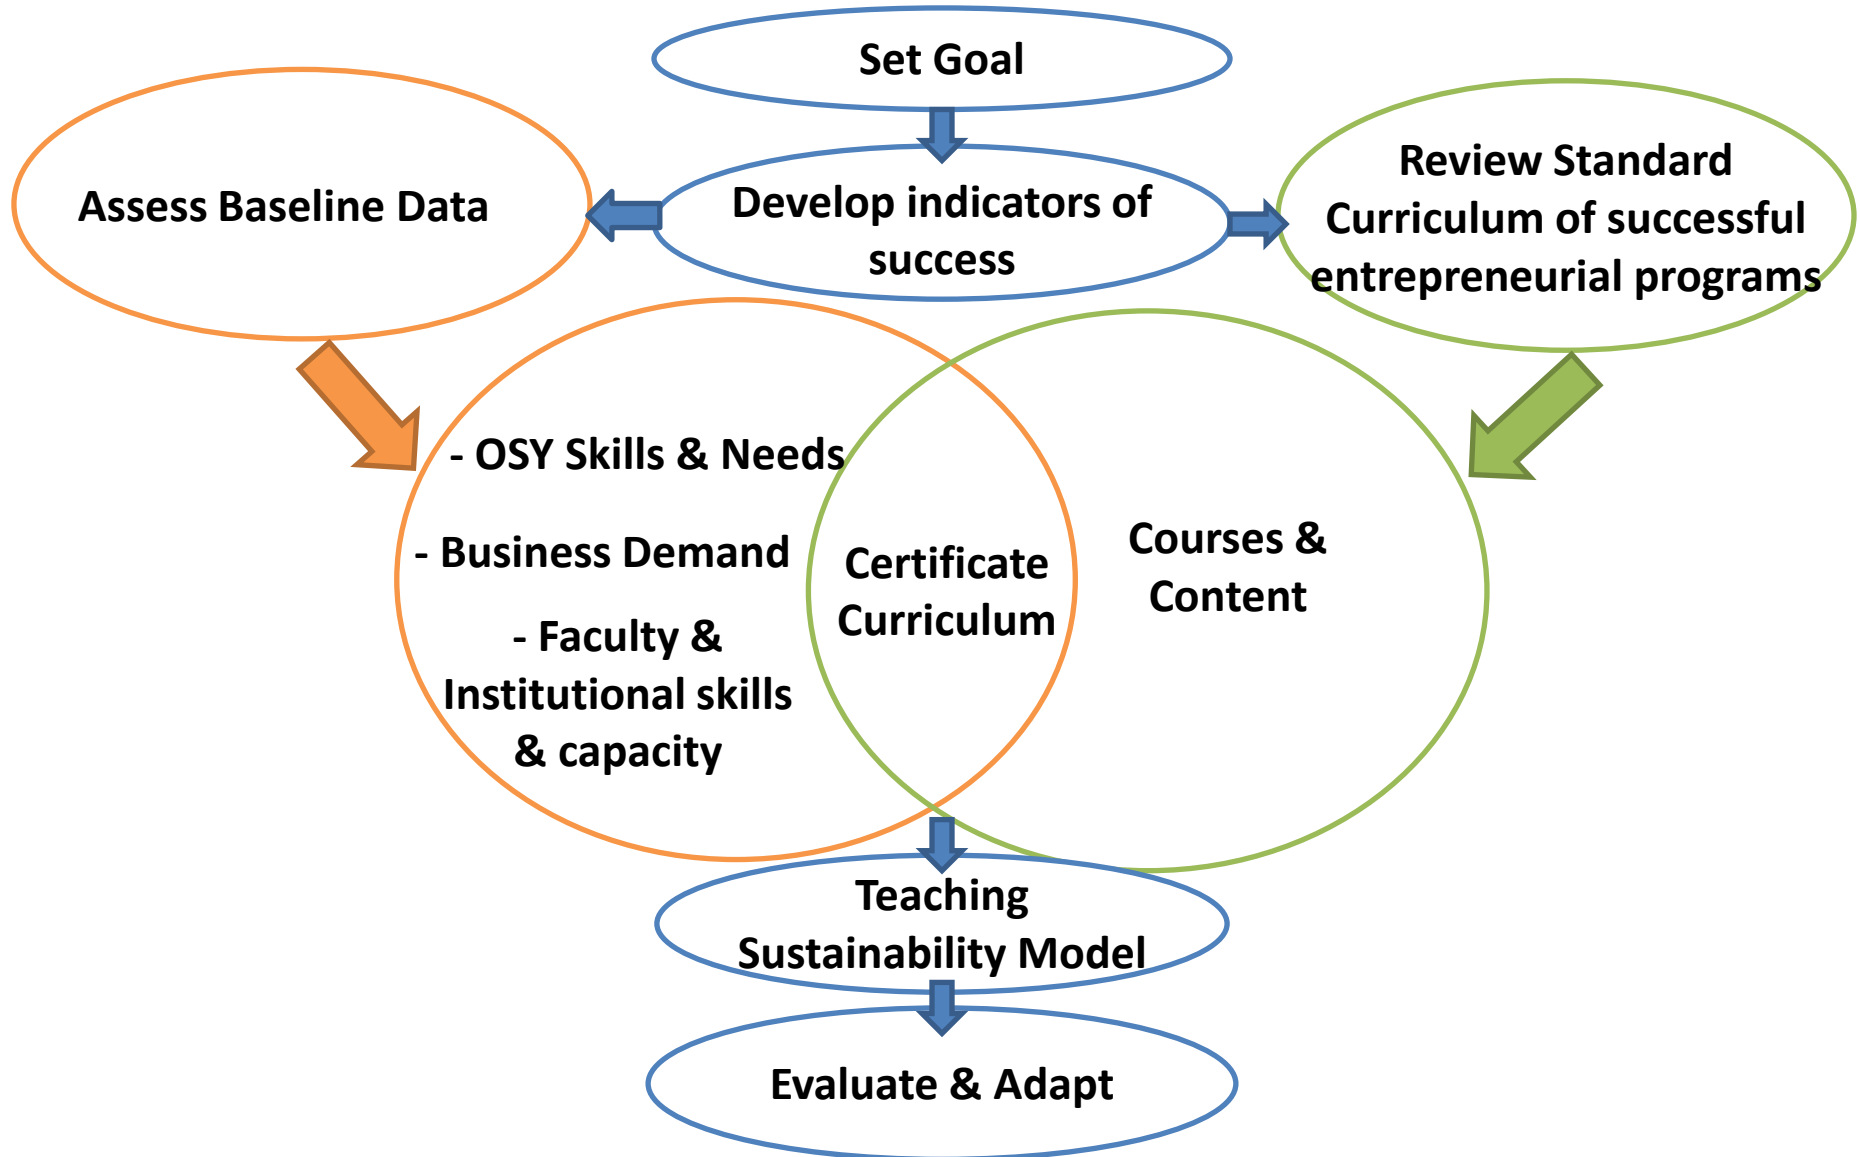 Set Goal
Assess Baseline Data
Develop indicators of
success
Review Standard
Curriculum of successful
entrepreneurial programs
- OSY Skills & Needs
- Business Demand
- Faculty &
Institutional skills
& capacity
Certificate
Curriculum
Courses &
Content
Teaching
Sustainability Model
Evaluate & Adapt